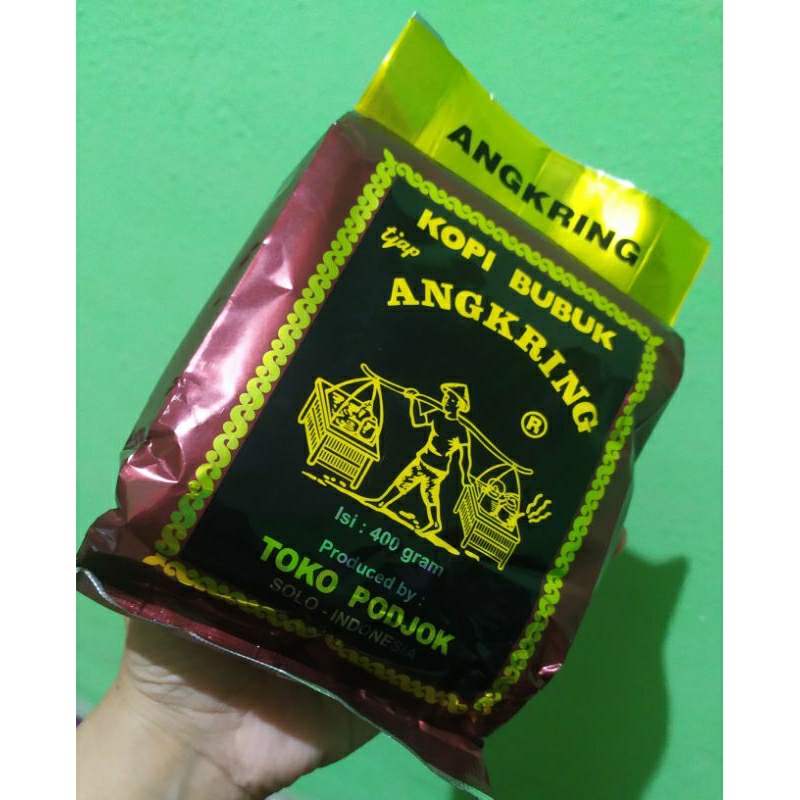 ANGKRING
KOPI BUBUK
tjap
ANGKRING
®
Isi : 400 gram
Produced by :
TOKO PODJOK
SOLO - INDONESIA